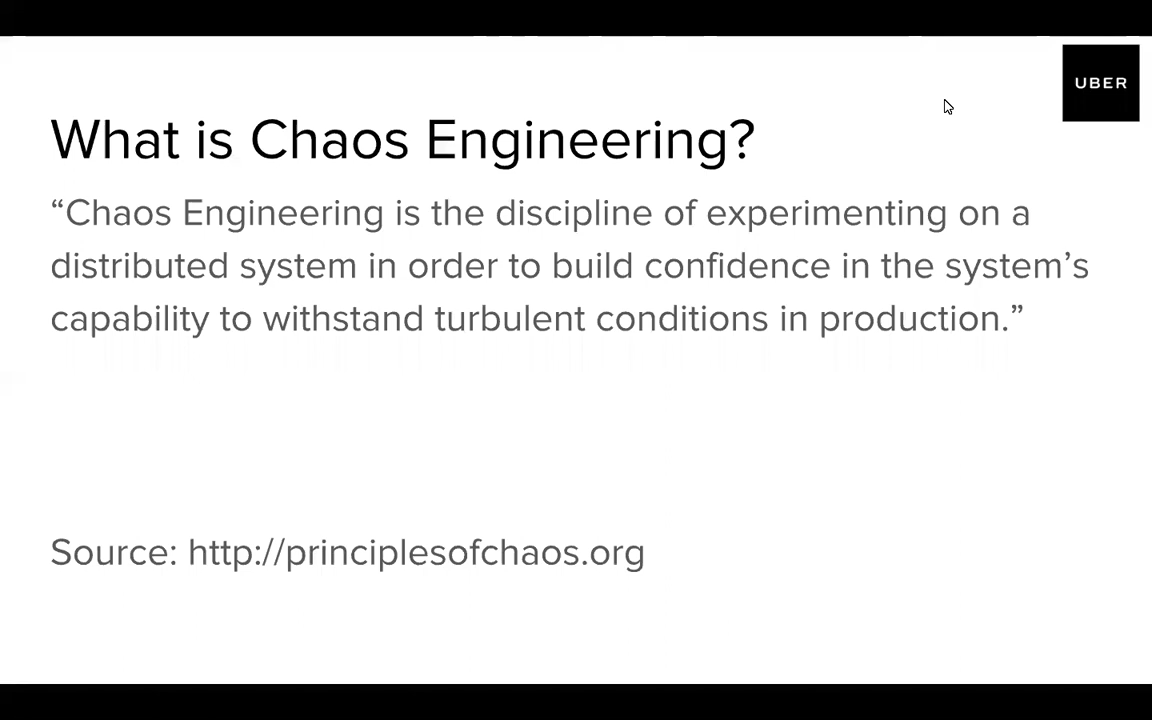 UBER
What is Chaos Engineering?
“Chaos Engineering is the discipline of experimenting on a
distributed system in order to build confidence in the system’s
capability to withstand turbulent conditions in production.”
Source: http://principlesofchaos.org